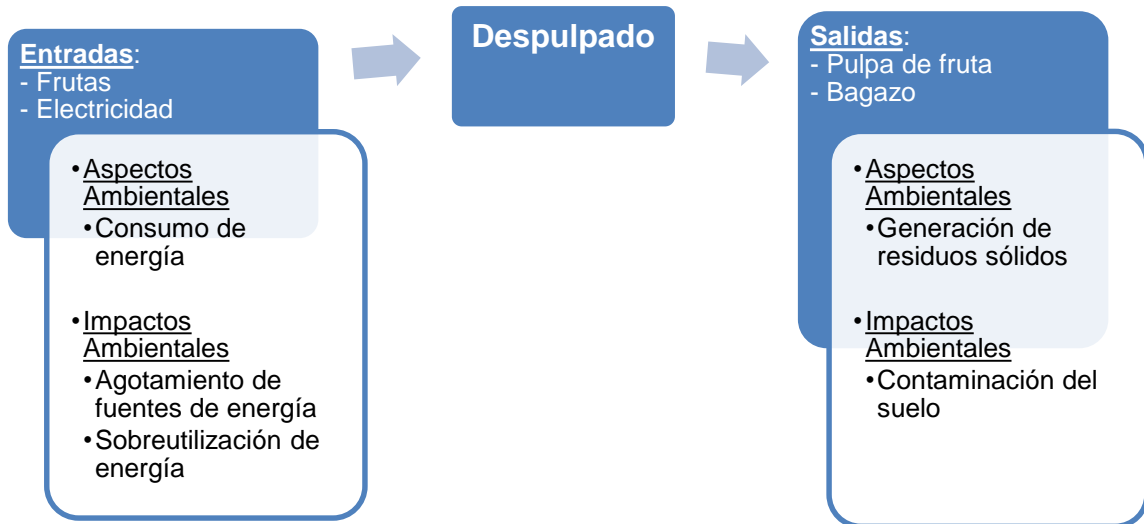 Entradas:
- Frutas
- Electricidad
•Aspectos
Ambientales
•Consumo de
energía
•Impactos
Ambientales
•Agotamiento de
fuentes de energía
•Sobreutilización de
energía
Despulpado
Salidas:
- Pulpa de fruta
- Bagazo
•Aspectos
Ambientales
•Generación de
residuos sólidos
•Impactos
Ambientales
•Contaminación del
suelo